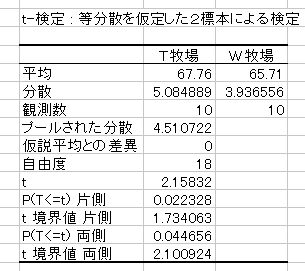 t-検定：等分散を仮定した２標本による検定
Ｔ牧場 Ｗ牧場
平均 67.76 65.71
分散 5.084889 3.936556
観測数 10 10
プールされた分散 4.510722
仮説平均との差異 0
自由度 18
t 2.15832
P(T<=t) 片側 0.022328
t 境界値 片側 1.734063
P(T<=t) 両側 0.044656
t 境界値 両側 2.100924